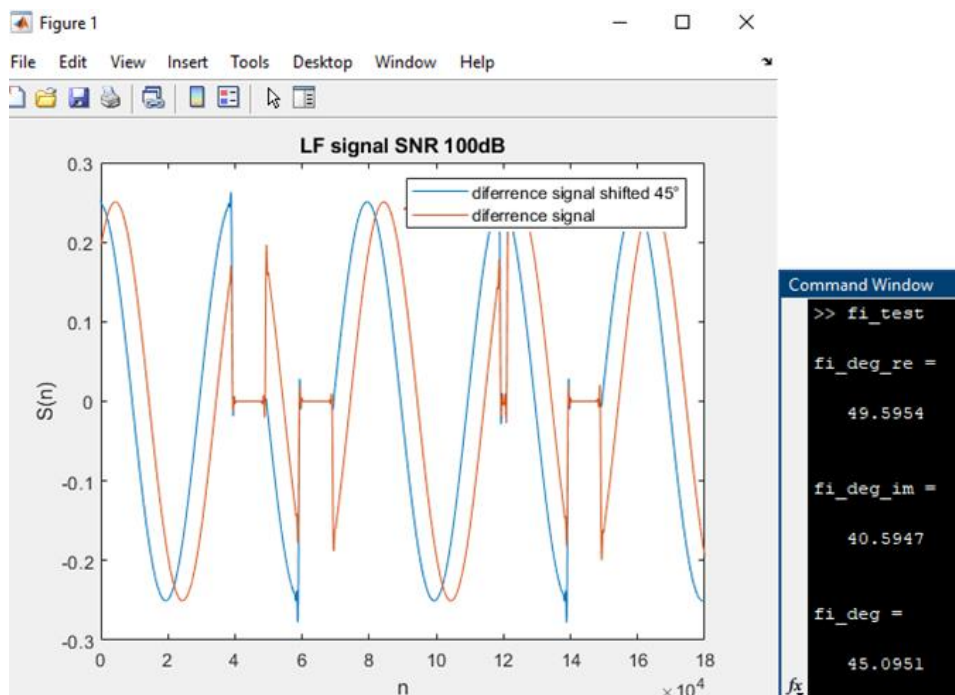 Figure 1
File Edit View Insert Tools Desktop Window Help
LF signal SNR 100dB
diferrence signal shifted 45°
diferrence signal
0.3
0.2
0.1
0
-0.1
-0.2
-0.3
S(n)
0 2 4 6 8 10 12 14 16 18
n
× 10⁴
Command Window
>> fi_test
fi_deg_re =
49.5954
fi_deg_im =
40.5947
fi_deg =
45.0951
fx